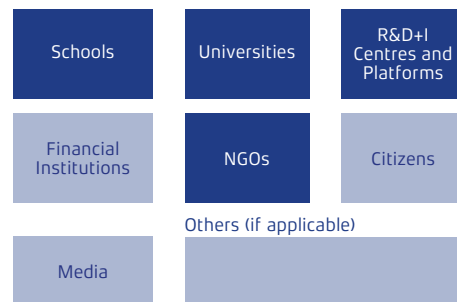 Schools
Universities
R&D+I
Centres and
Platforms
Financial
Institutions
NGOs
Citizens
Others (if applicable)
Media